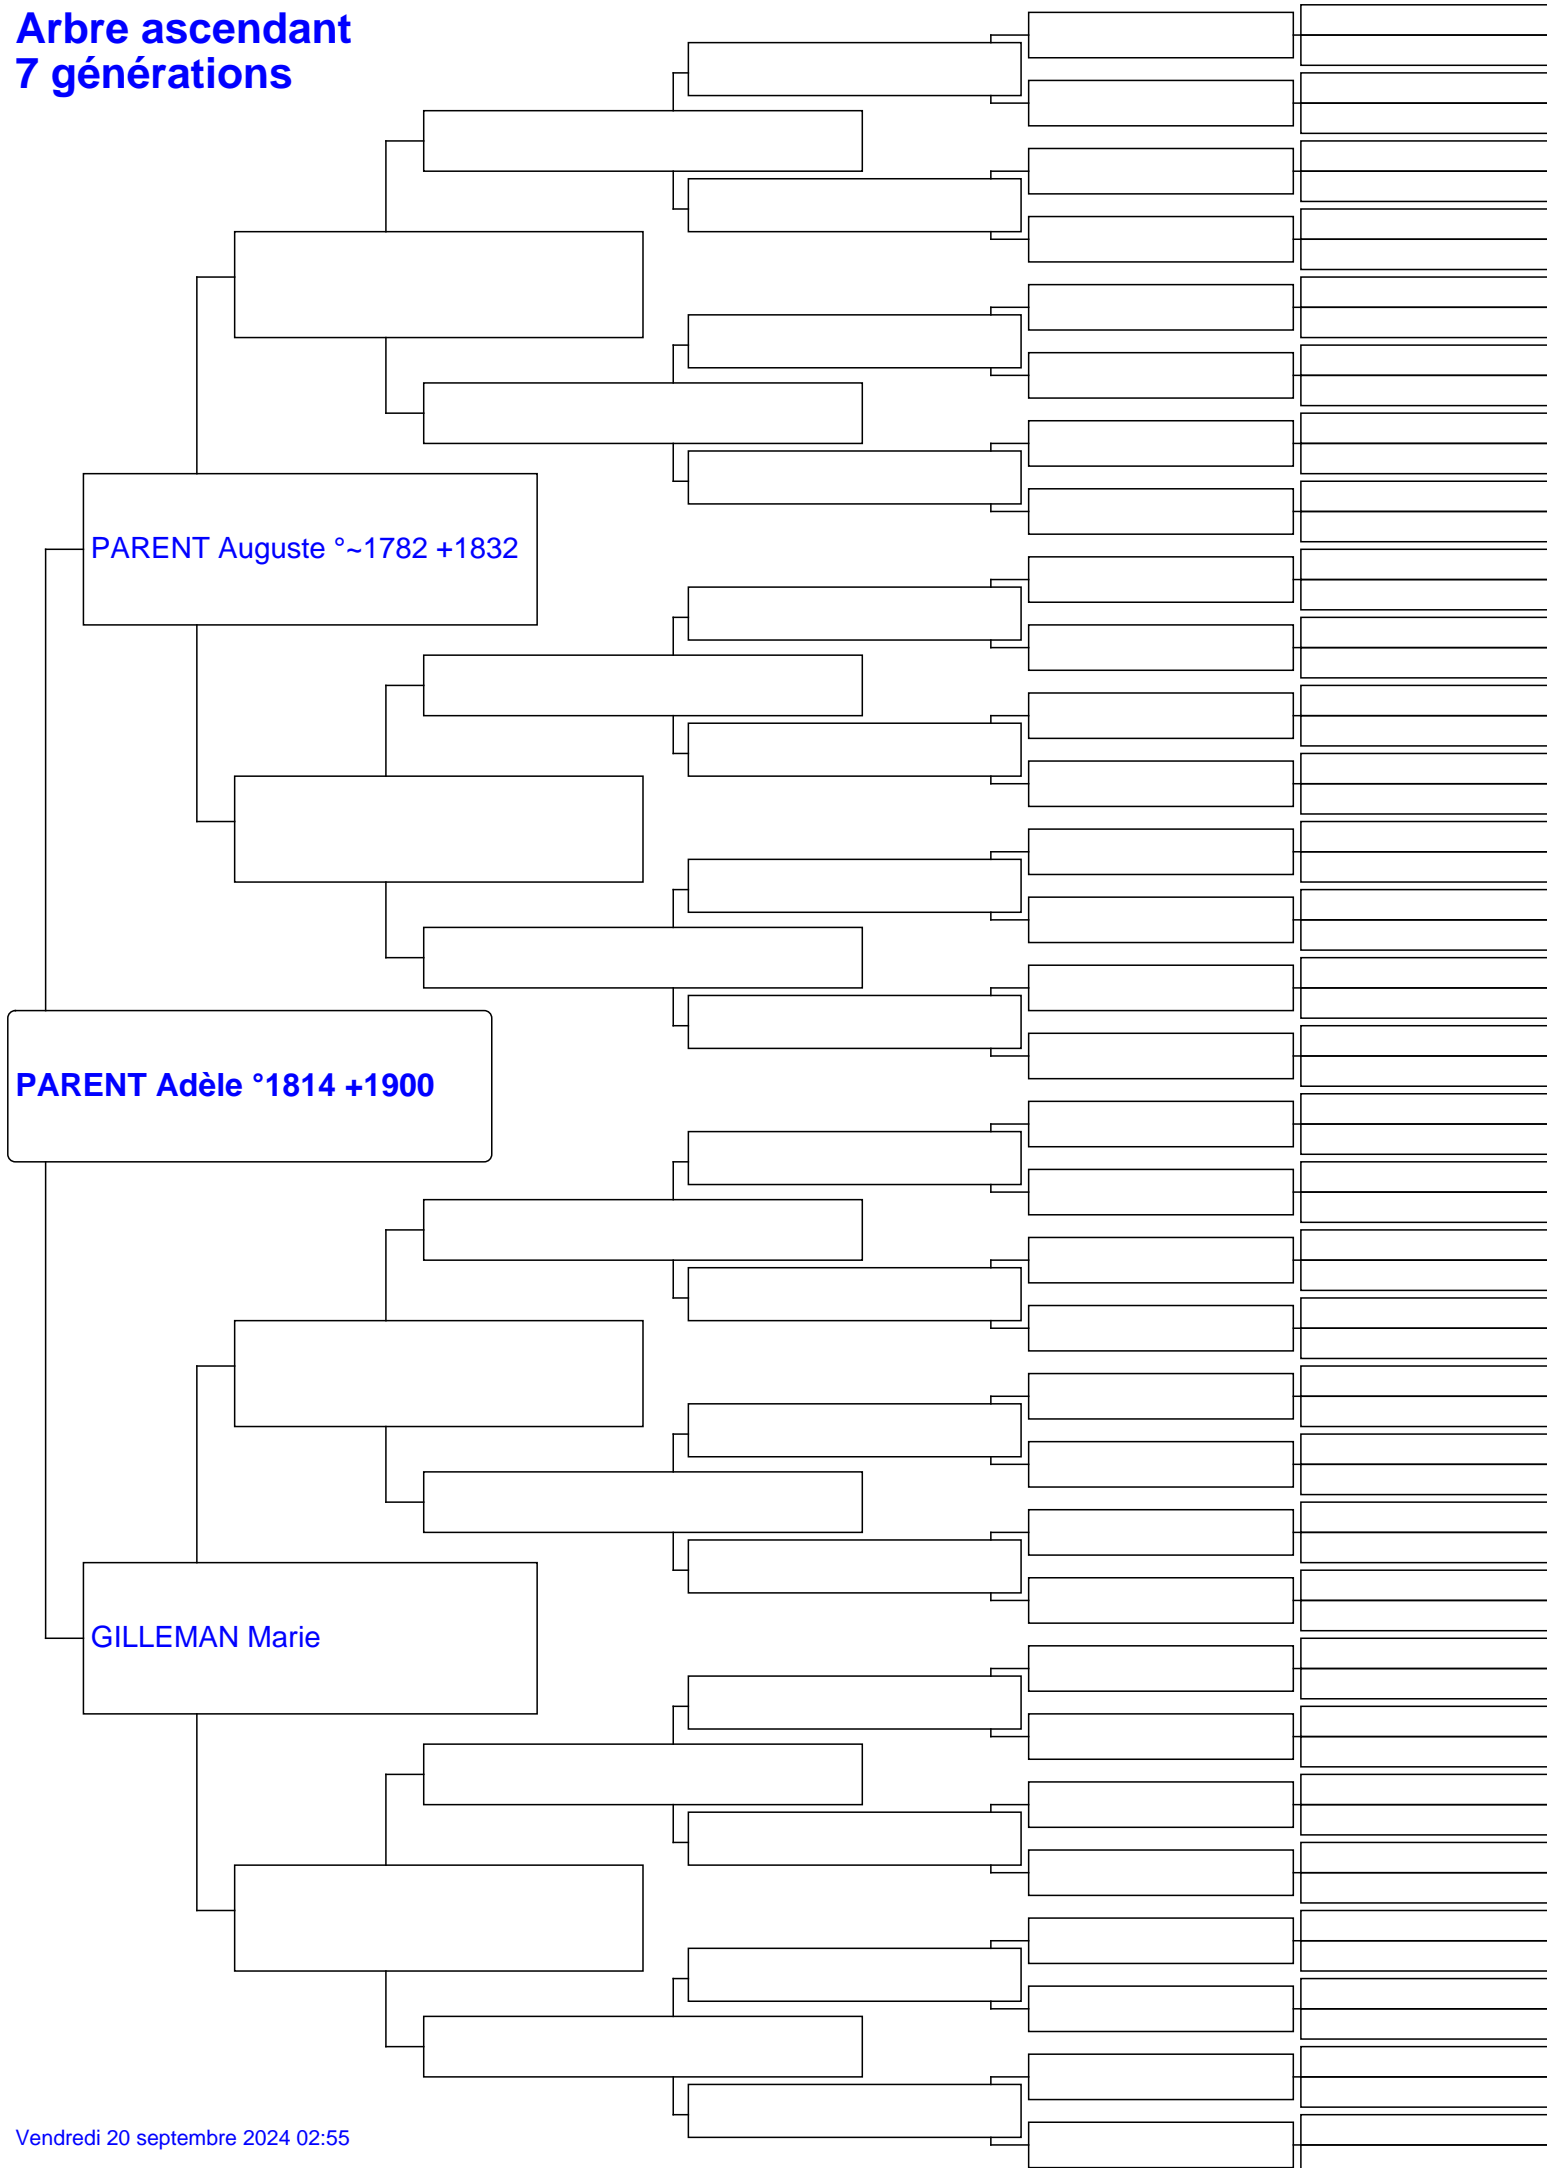 Arbre ascendant
7 générations
PARENT Auguste °~1782 +1832
PARENT Adèle °1814 +1900
GILLEMAN Marie
Vendredi 20 septembre 2024 02:55